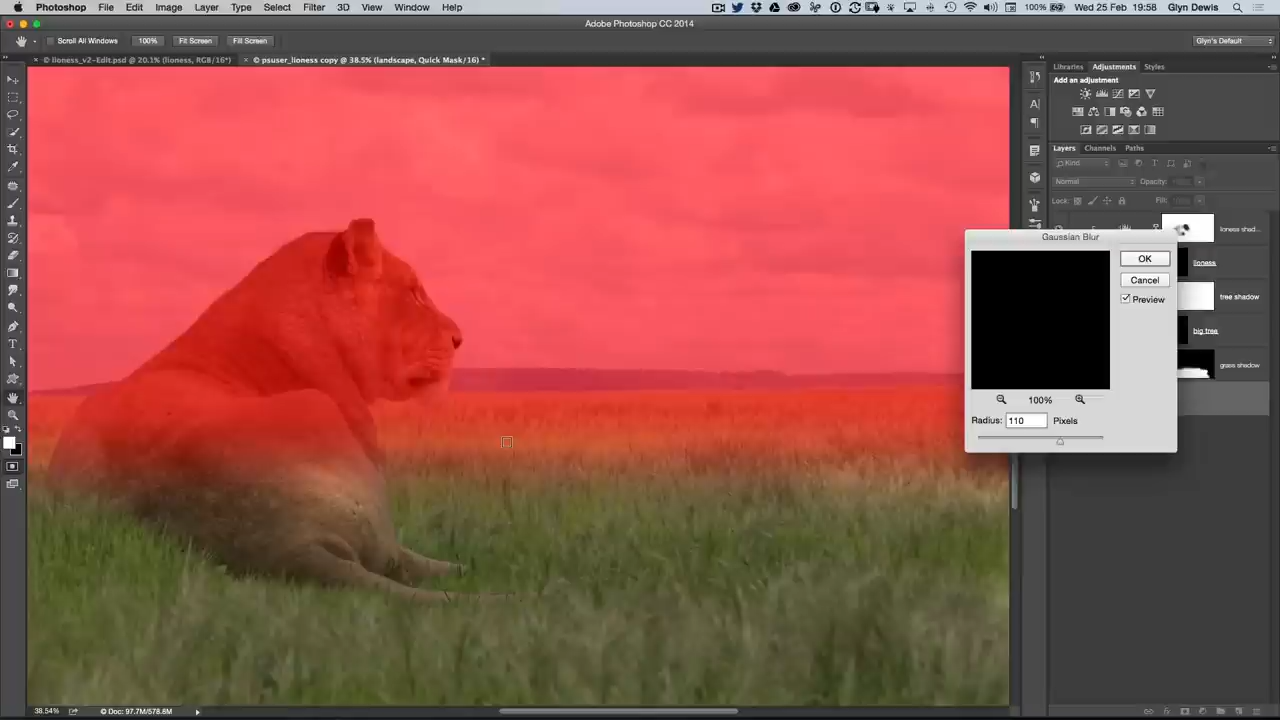 Photoshop File Edit Image Layer Type Select Filter 3D View Window Help 100% Wed 25 Feb 19:58 Glyn Dewis
Adobe Photoshop CC 2014
Scroll All Windows 100% Fit Screen Fill Screen Glyn's Default
© lioness_v2-Edit.psd @ 20.1% (lioness, RGB/16*) © psuser_lioness copy @ 38.5% (landscape, Quick Mask/16) *
Libraries Adjustments Styles
Add an adjustment
Layers Channels Paths
Kind
Normal Opacity:
Lock: Fill:
lioness shad...
Gaussian Blur
OK
lioness
Cancel
Preview
tree shadow
big tree
grass shadow
100%
Radius: 110 Pixels
38.54% © Doc: 97.7M/578.8M